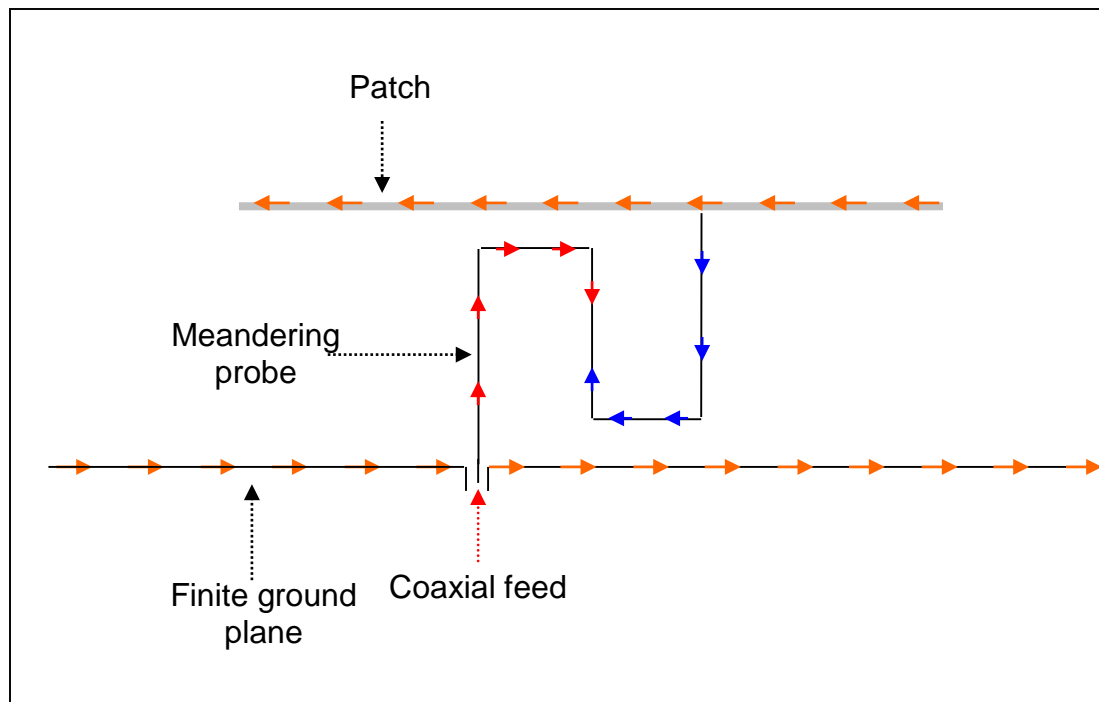 Patch
Meandering
probe
Finite ground
plane
Coaxial feed